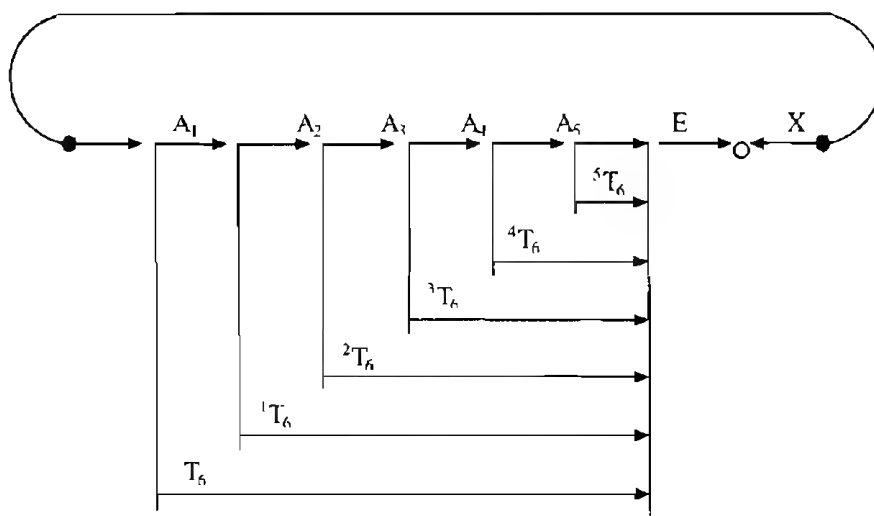 A₁ A₂ A₃ A₄ A₅ E X
⁵T₆
⁴T₆
³T₆
²T₆
¹T₆
T₆